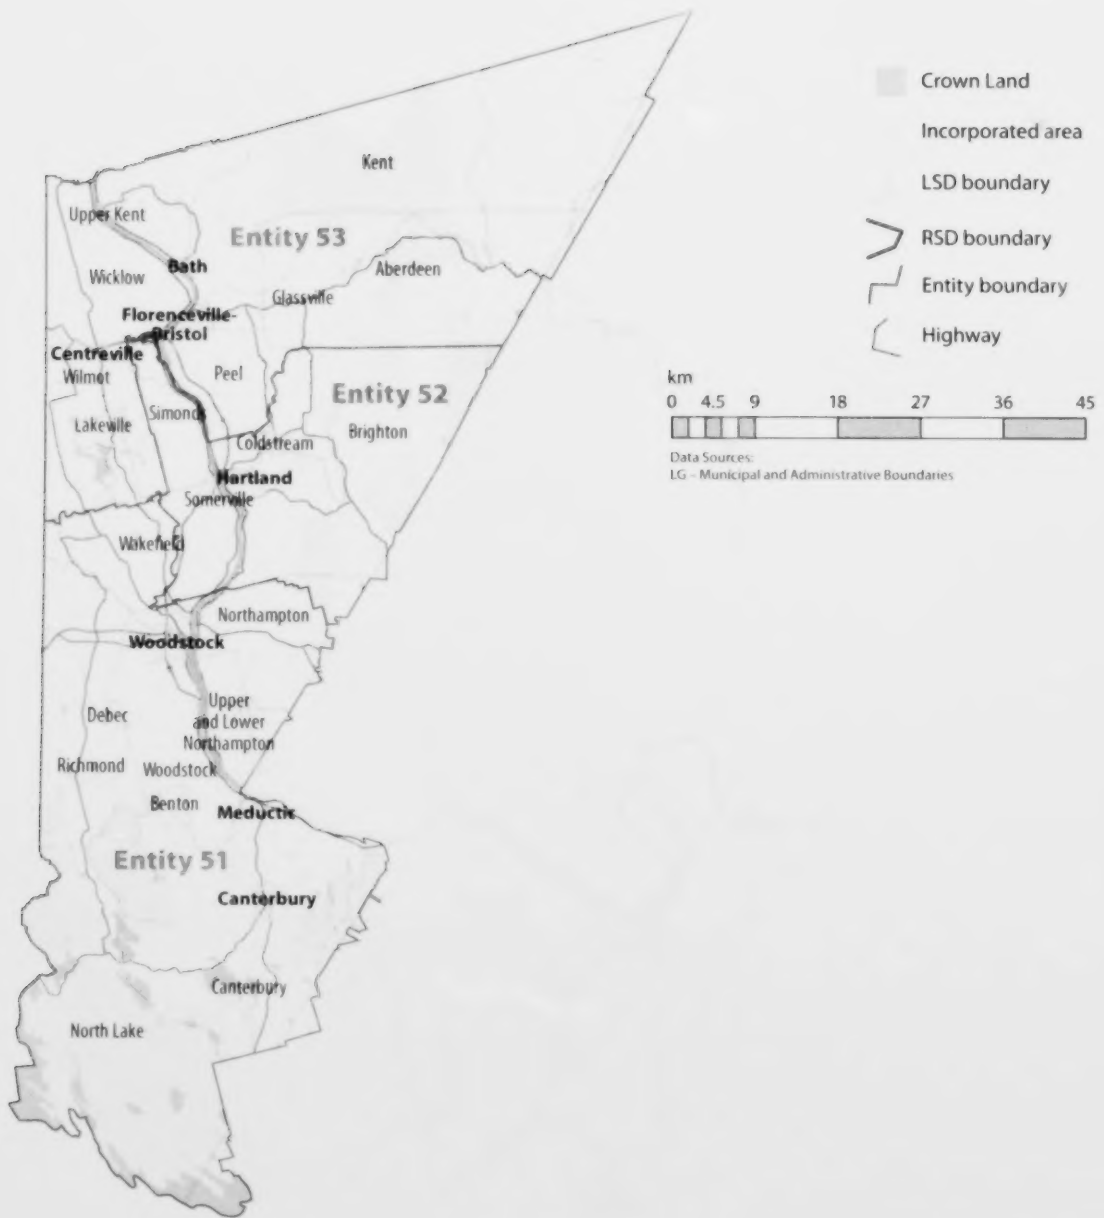 Crown Land
Incorporated area
LSD boundary
RSD boundary
Entity boundary
Highway
km
0 4.5 9 18 27 36 45
Data Sources:
LG - Municipal and Administrative Boundaries
Kent
Upper Kent
Entity 53
Bath
Aberdeen
Wicklow
Glassville
Florenceville-
Bristol
Centreville
Wilmot
Peel
Entity 52
Lakeville
Simonds
Brighton
Coldstream
Hartland
Somerville
Wakefield
Northampton
Woodstock
Upper
and Lower
Northampton
Debec
Richmond
Woodstock
Benton
Meductic
Entity 51
Canterbury
Canterbury
North Lake